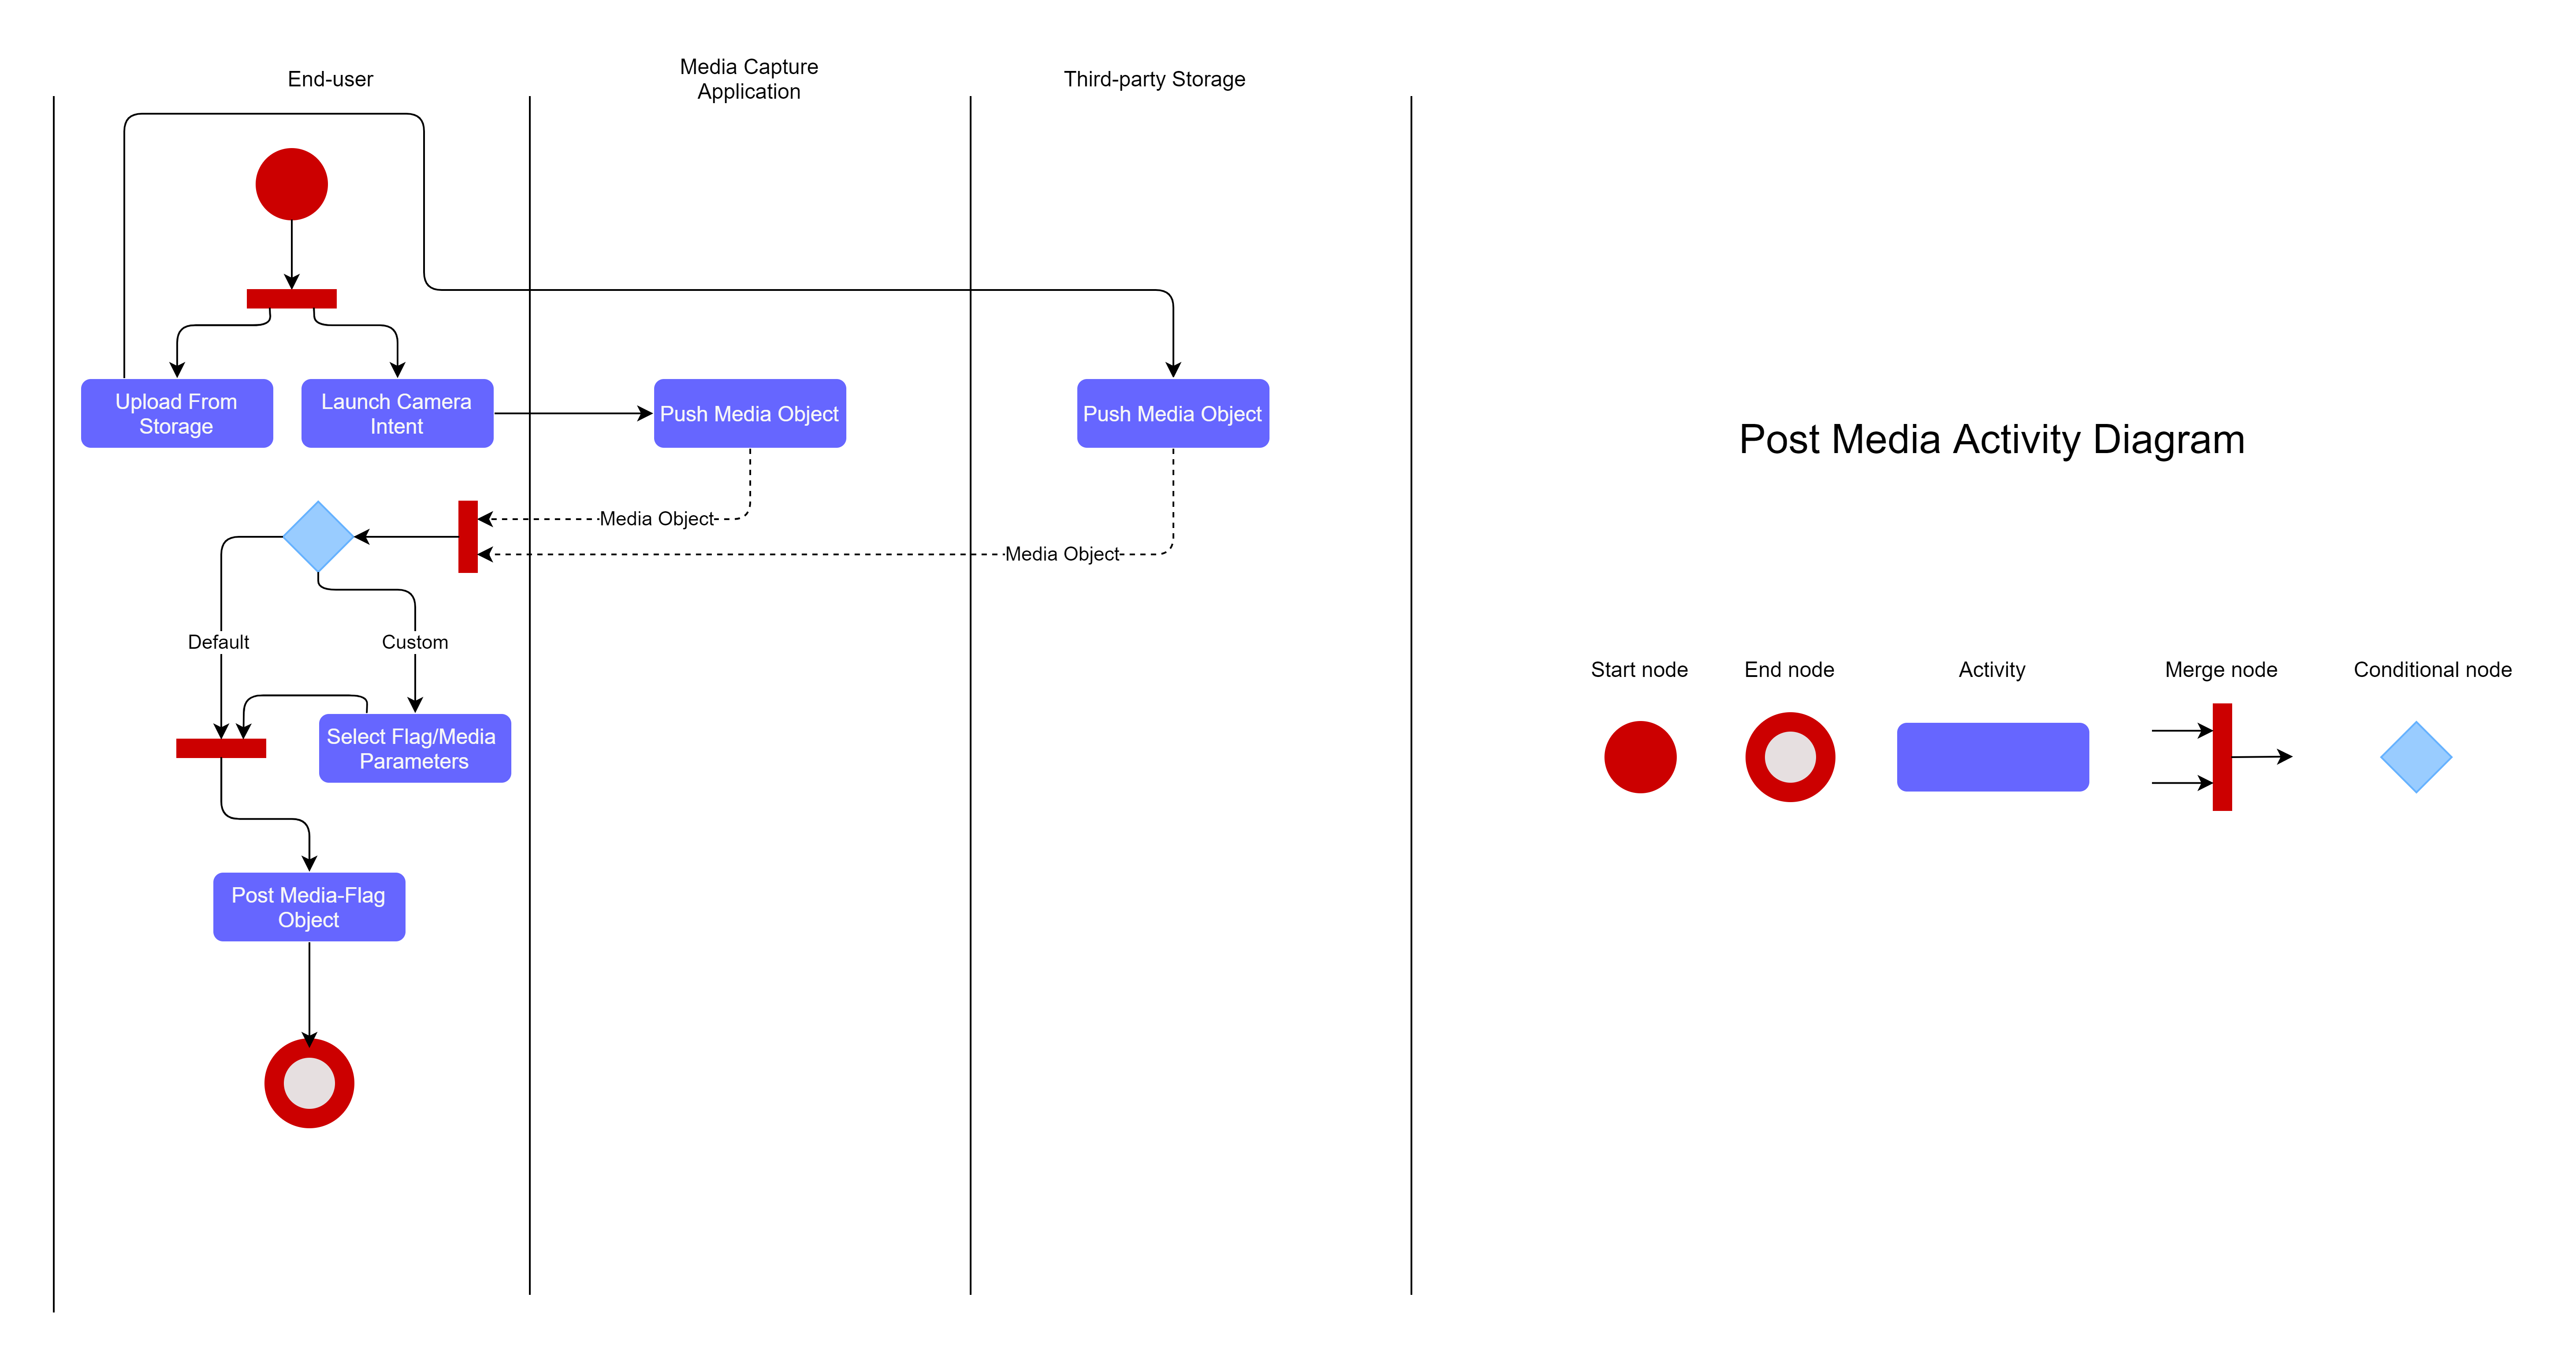 End-user
Media Capture
Application
Third-party Storage
Upload From
Storage
Launch Camera
Intent
Push Media Object
Push Media Object
Media Object
Media Object
Default
Custom
Select Flag/Media
Parameters
Post Media-Flag
Object
Post Media Activity Diagram
Start node
End node
Activity
Merge node
Conditional node